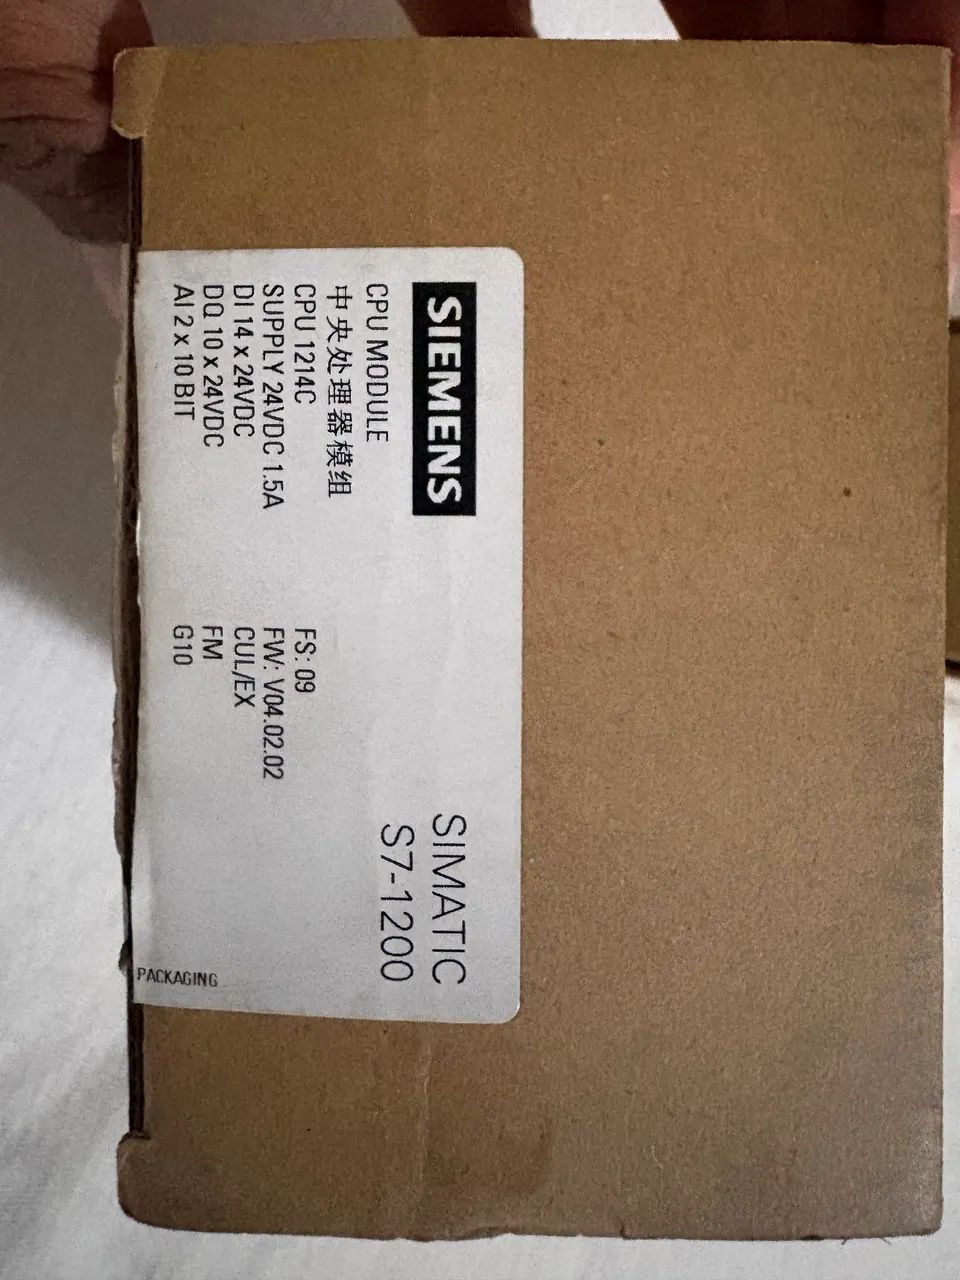 SIEMENS
SIMATIC
S7-1200
CPU MODULE
中央处理器模组
CPU 1214C
SUPPLY 24VDC 1.5A
DI 14 x 24VDC
DQ 10 x 24VDC
AI 2 x 10 BIT
FS: 09
FW: V04.02.02
CUL/EX
FM
G10
PACKAGING